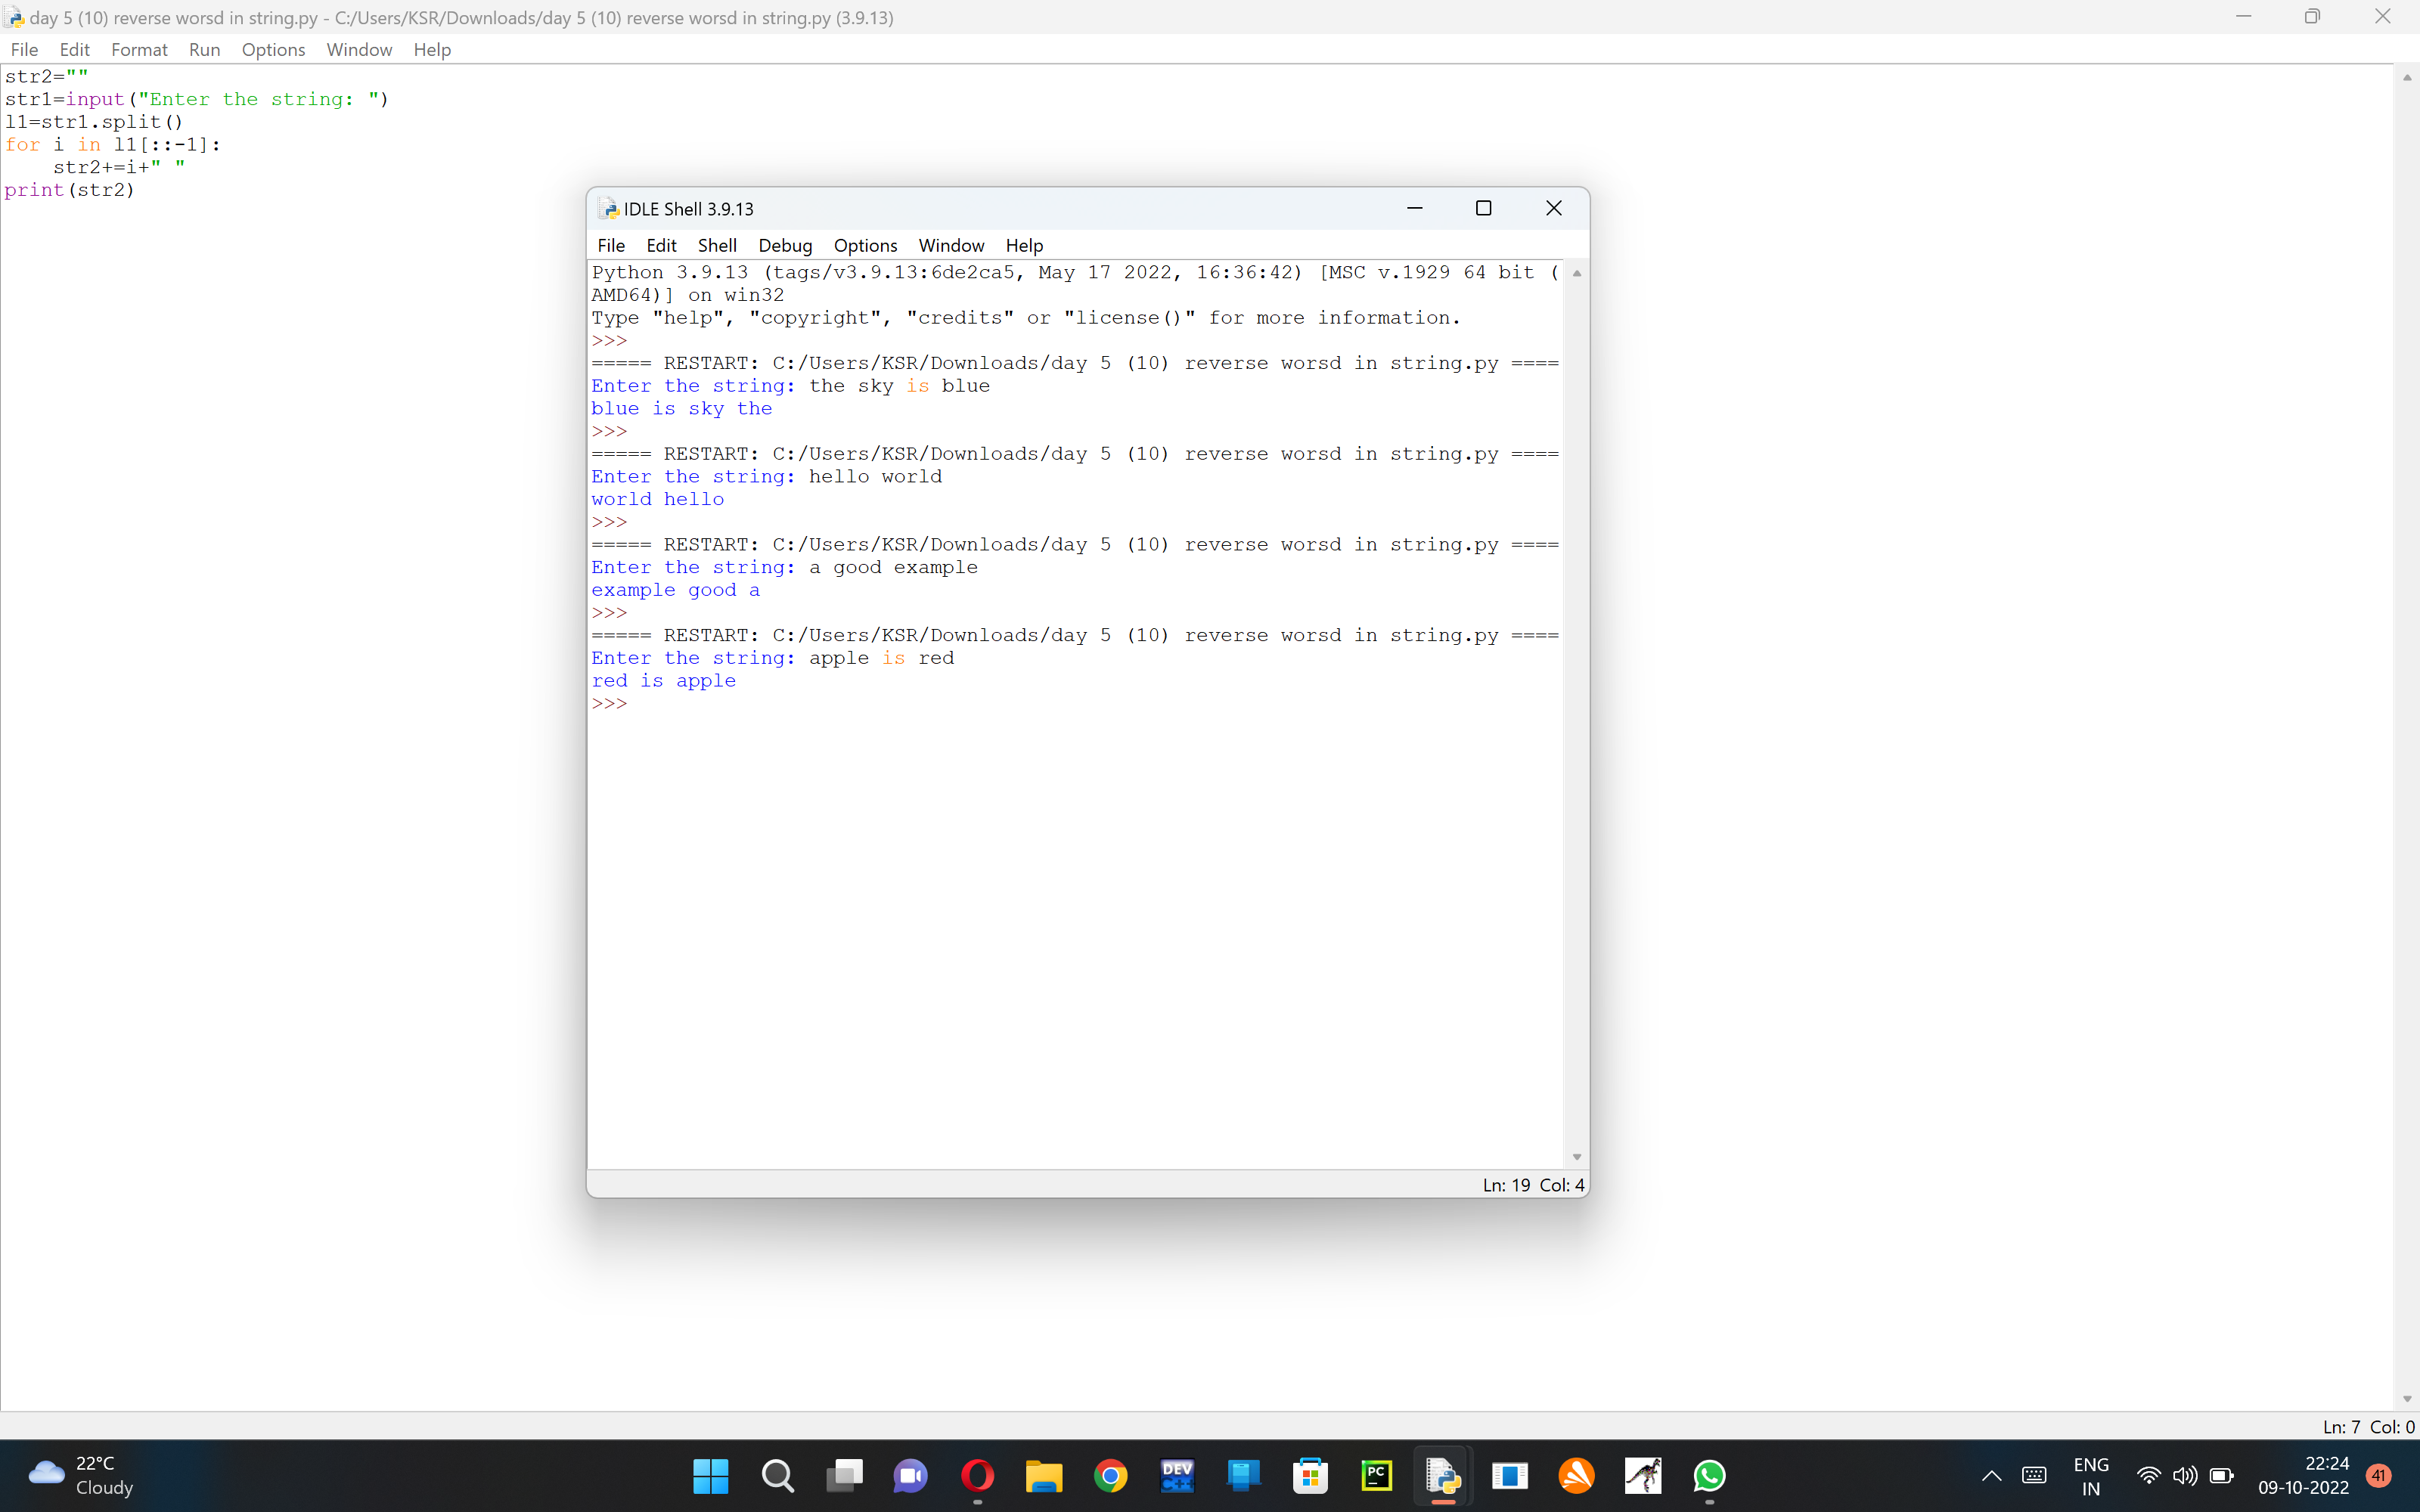 day 5 (10) reverse worsd in string.py - C:/Users/KSR/Downloads/day 5 (10) reverse worsd in string.py (3.9.13)
File Edit Format Run Options Window Help
str2=""
str1=input("Enter the string: ")
l1=str1.split()
for i in l1[::-1]:
    str2+=i+" "
print(str2)
IDLE Shell 3.9.13
File Edit Shell Debug Options Window Help
Python 3.9.13 (tags/v3.9.13:6de2ca5, May 17 2022, 16:36:42) [MSC v.1929 64 bit (
AMD64)] on win32
Type "help", "copyright", "credits" or "license()" for more information.
>>>
===== RESTART: C:/Users/KSR/Downloads/day 5 (10) reverse worsd in string.py ====
Enter the string: the sky is blue
blue is sky the
>>>
===== RESTART: C:/Users/KSR/Downloads/day 5 (10) reverse worsd in string.py ====
Enter the string: hello world
world hello
>>>
===== RESTART: C:/Users/KSR/Downloads/day 5 (10) reverse worsd in string.py ====
Enter the string: a good example
example good a
>>>
===== RESTART: C:/Users/KSR/Downloads/day 5 (10) reverse worsd in string.py ====
Enter the string: apple is red
red is apple
>>>
Ln: 19 Col: 4
Ln: 7 Col: 0
22°C
Cloudy
DEV
C++
PC
ENG
IN
22:24
09-10-2022
41